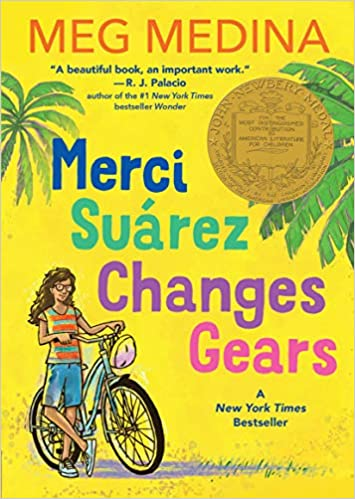 MEG MEDINA
“A beautiful book, an important work.”
—R. J. Palacio
author of the #1 New York Times
bestseller Wonder
JOHN NEWBERY MEDAL
FOR THE
MOST DISTINGUISHED
CONTRIBUTION TO
AMERICAN LITERATURE
FOR CHILDREN
Merci
Suárez
Changes
Gears
A
New York Times
Bestseller